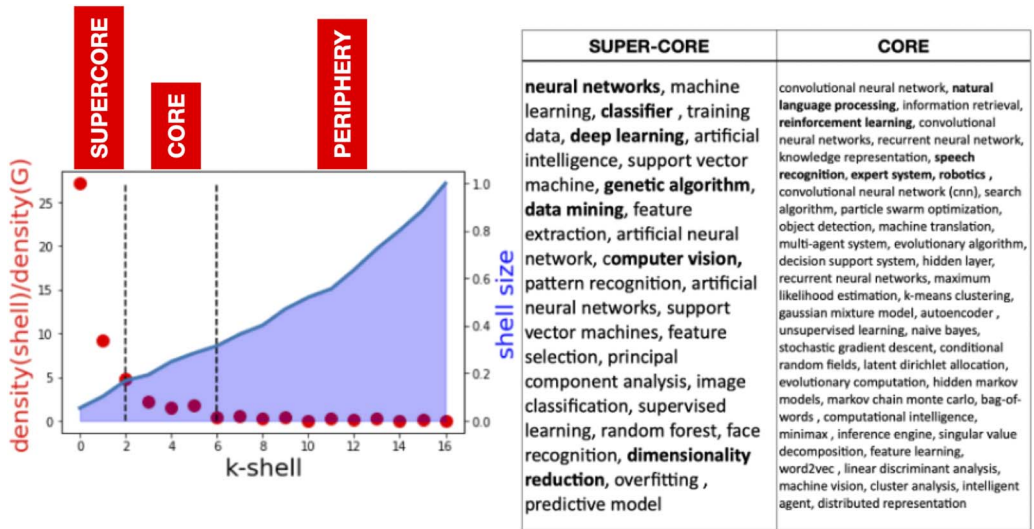 SUPERCORE
CORE
PERIPHERY
density(shell)/density(G)
25
20
15
10
5
0
0
2
4
6
8
10
12
14
16
k-shell
1.0
0.8
0.6
0.4
0.2
0.0
shell size
SUPER-CORE
neural networks, machine
learning, classifier , training
data, deep learning, artificial
intelligence, support vector
machine, genetic algorithm,
data mining, feature
extraction, artificial neural
network, computer vision,
pattern recognition, artificial
neural networks, support
vector machines, feature
selection, principal
component analysis, image
classification, supervised
learning, random forest, face
recognition, dimensionality
reduction, overfitting ,
predictive model
CORE
convolutional neural network, natural
language processing, information retrieval,
reinforcement learning, convolutional
neural networks, recurrent neural network,
knowledge representation, speech
recognition, expert system, robotics ,
convolutional neural network (cnn), search
algorithm, particle swarm optimization,
object detection, machine translation,
multi-agent system, evolutionary algorithm,
decision support system, hidden layer,
recurrent neural networks, maximum
likelihood estimation, k-means clustering,
gaussian mixture model, autoencoder ,
unsupervised learning, naive bayes,
stochastic gradient descent, conditional
random fields, latent dirichlet allocation,
evolutionary computation, hidden markov
models, markov chain monte carlo, bag-of-
words , computational intelligence,
minimax , inference engine, singular value
decomposition, feature learning,
word2vec , linear discriminant analysis,
machine vision, cluster analysis, intelligent
agent, distributed representation